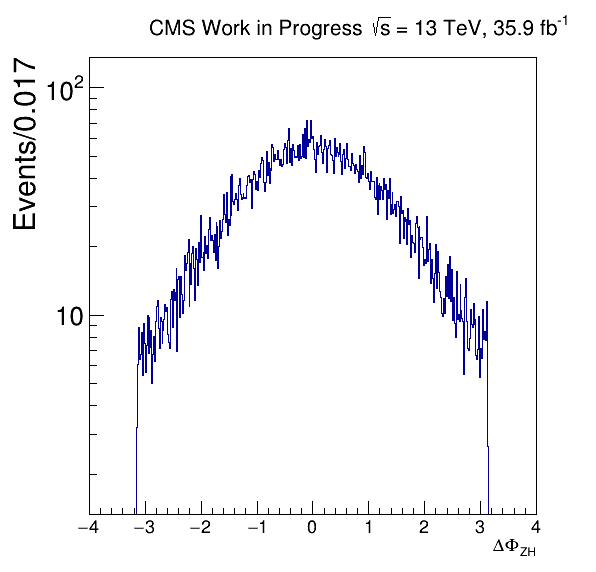 CMS Work in Progress √s = 13 TeV, 35.9 fb⁻¹
Events/0.017
10²
10
−4 −3 −2 −1 0 1 2 3 4
ΔΦ_ZH